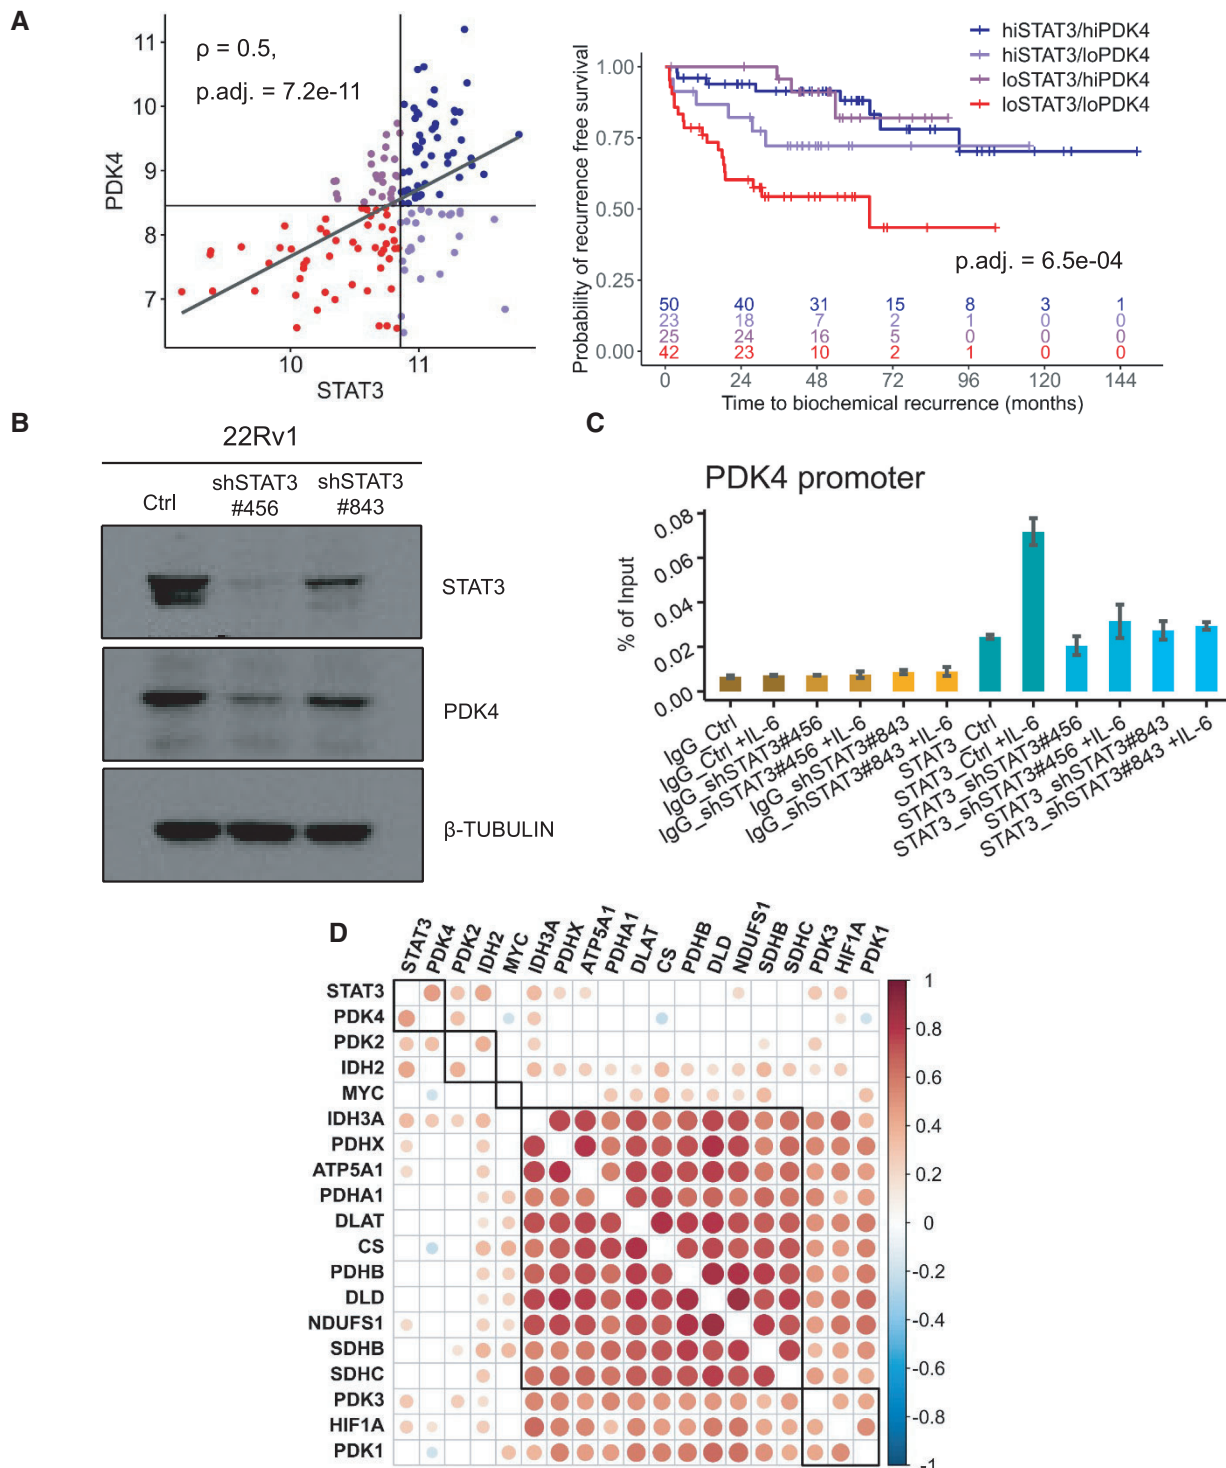 A
PDK4
11
10
9
8
7
ρ = 0.5,
p.adj. = 7.2e-11
10 11
STAT3
hiSTAT3/hiPDK4
hiSTAT3/loPDK4
loSTAT3/hiPDK4
loSTAT3/loPDK4
Probability of recurrence free survival
1.00
0.75
0.50
0.25
0.00
p.adj. = 6.5e-04
50 40 31 15 8 3 1
23 18 7 2 1 0 0
25 24 16 5 0 0 0
42 23 10 2 1 0 0
0 24 48 72 96 120 144
Time to biochemical recurrence (months)
B
22Rv1
Ctrl
shSTAT3
#456
shSTAT3
#843
STAT3
PDK4
β-TUBULIN
C
PDK4 promoter
% of Input
0.08
0.06
0.04
0.02
0.00
IgG_Ctrl
IgG_Ctrl +IL-6
IgG_shSTAT3#456
IgG_shSTAT3#456 +IL-6
IgG_shSTAT3#843
IgG_shSTAT3#843 +IL-6
STAT3_Ctrl
STAT3_Ctrl +IL-6
STAT3_shSTAT3#456
STAT3_shSTAT3#456 +IL-6
STAT3_shSTAT3#843
STAT3_shSTAT3#843 +IL-6
D
STAT3 PDK4 PDK2 IDH2 MYC IDH3A PDHX ATP5A1 PDHA1 DLAT CS PDHB DLD NDUFS1 SDHB SDHC PDK3 HIF1A PDK1
STAT3
PDK4
PDK2
IDH2
MYC
IDH3A
PDHX
ATP5A1
PDHA1
DLAT
CS
PDHB
DLD
NDUFS1
SDHB
SDHC
PDK3
HIF1A
PDK1
1
0.8
0.6
0.4
0.2
0
-0.2
-0.4
-0.6
-0.8
-1